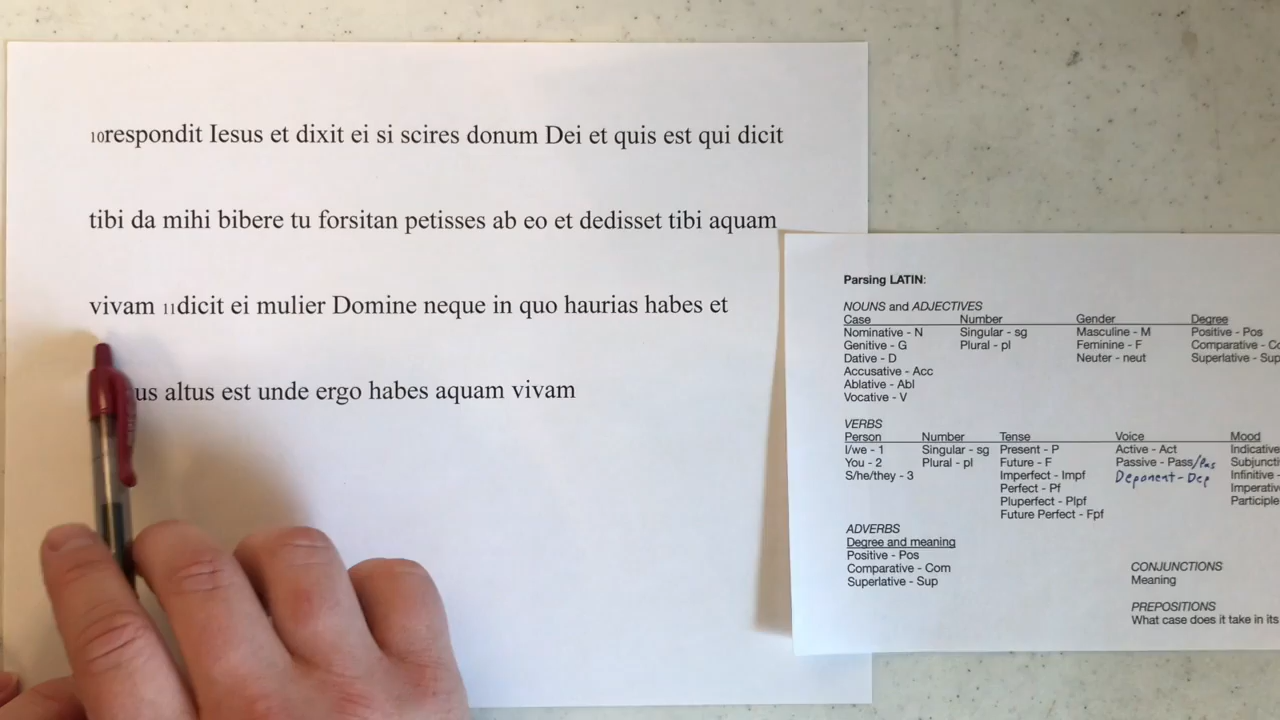 10respondit Iesus et dixit ei si scires donum Dei et quis est qui dicit
tibi da mihi bibere tu forsitan petisses ab eo et dedisset tibi aquam
vivam 11dicit ei mulier Domine neque in quo haurias habes et
altus est unde ergo habes aquam vivam
Parsing LATIN:
NOUNS and ADJECTIVES
Case Number Gender Degree
Nominative - N Singular - sg Masculine - M Positive - Pos
Genitive - G Plural - pl Feminine - F
Dative - D Neuter - neut
Accusative - Acc
Ablative - Abl
Vocative - V
VERBS
Person Number Tense Voice Mood
I/we - 1 Singular - sg Present - P Active - Act
You - 2 Plural - pl Future - F Passive - Pass/Pas
S/he/they - 3 Imperfect - Impf Deponent - Dep
Perfect - Pf
Pluperfect - Plpf Participle
Future Perfect - Fpf
ADVERBS
Degree and meaning
Positive - Pos
Comparative - Com
Superlative - Sup
CONJUNCTIONS
Meaning
PREPOSITIONS
What case does it take in its